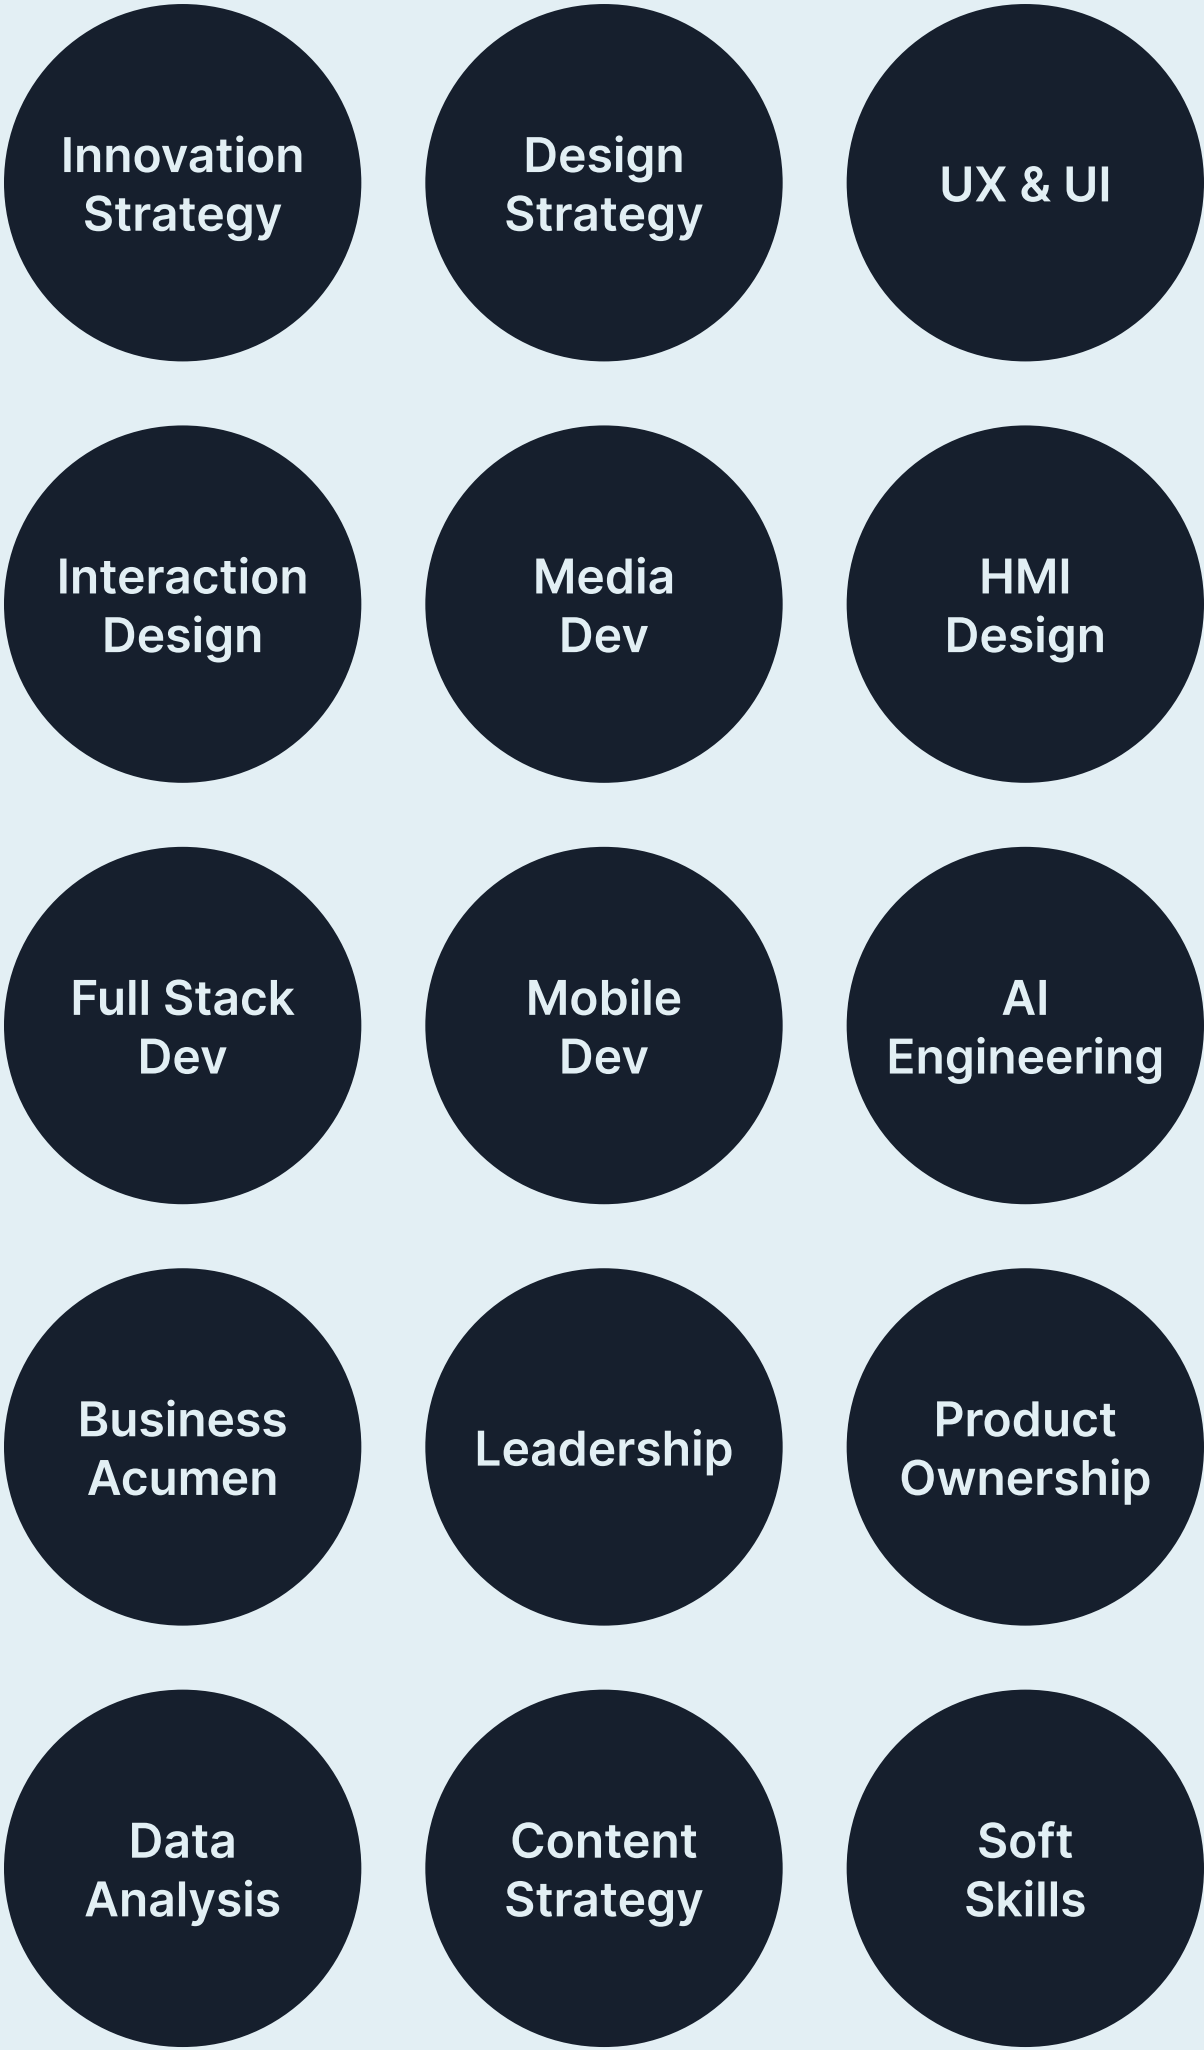 Innovation
Strategy
Design
Strategy
UX & UI
Interaction
Design
Media
Dev
HMI
Design
Full Stack
Dev
Mobile
Dev
AI
Engineering
Business
Acumen
Leadership
Product
Ownership
Data
Analysis
Content
Strategy
Soft
Skills